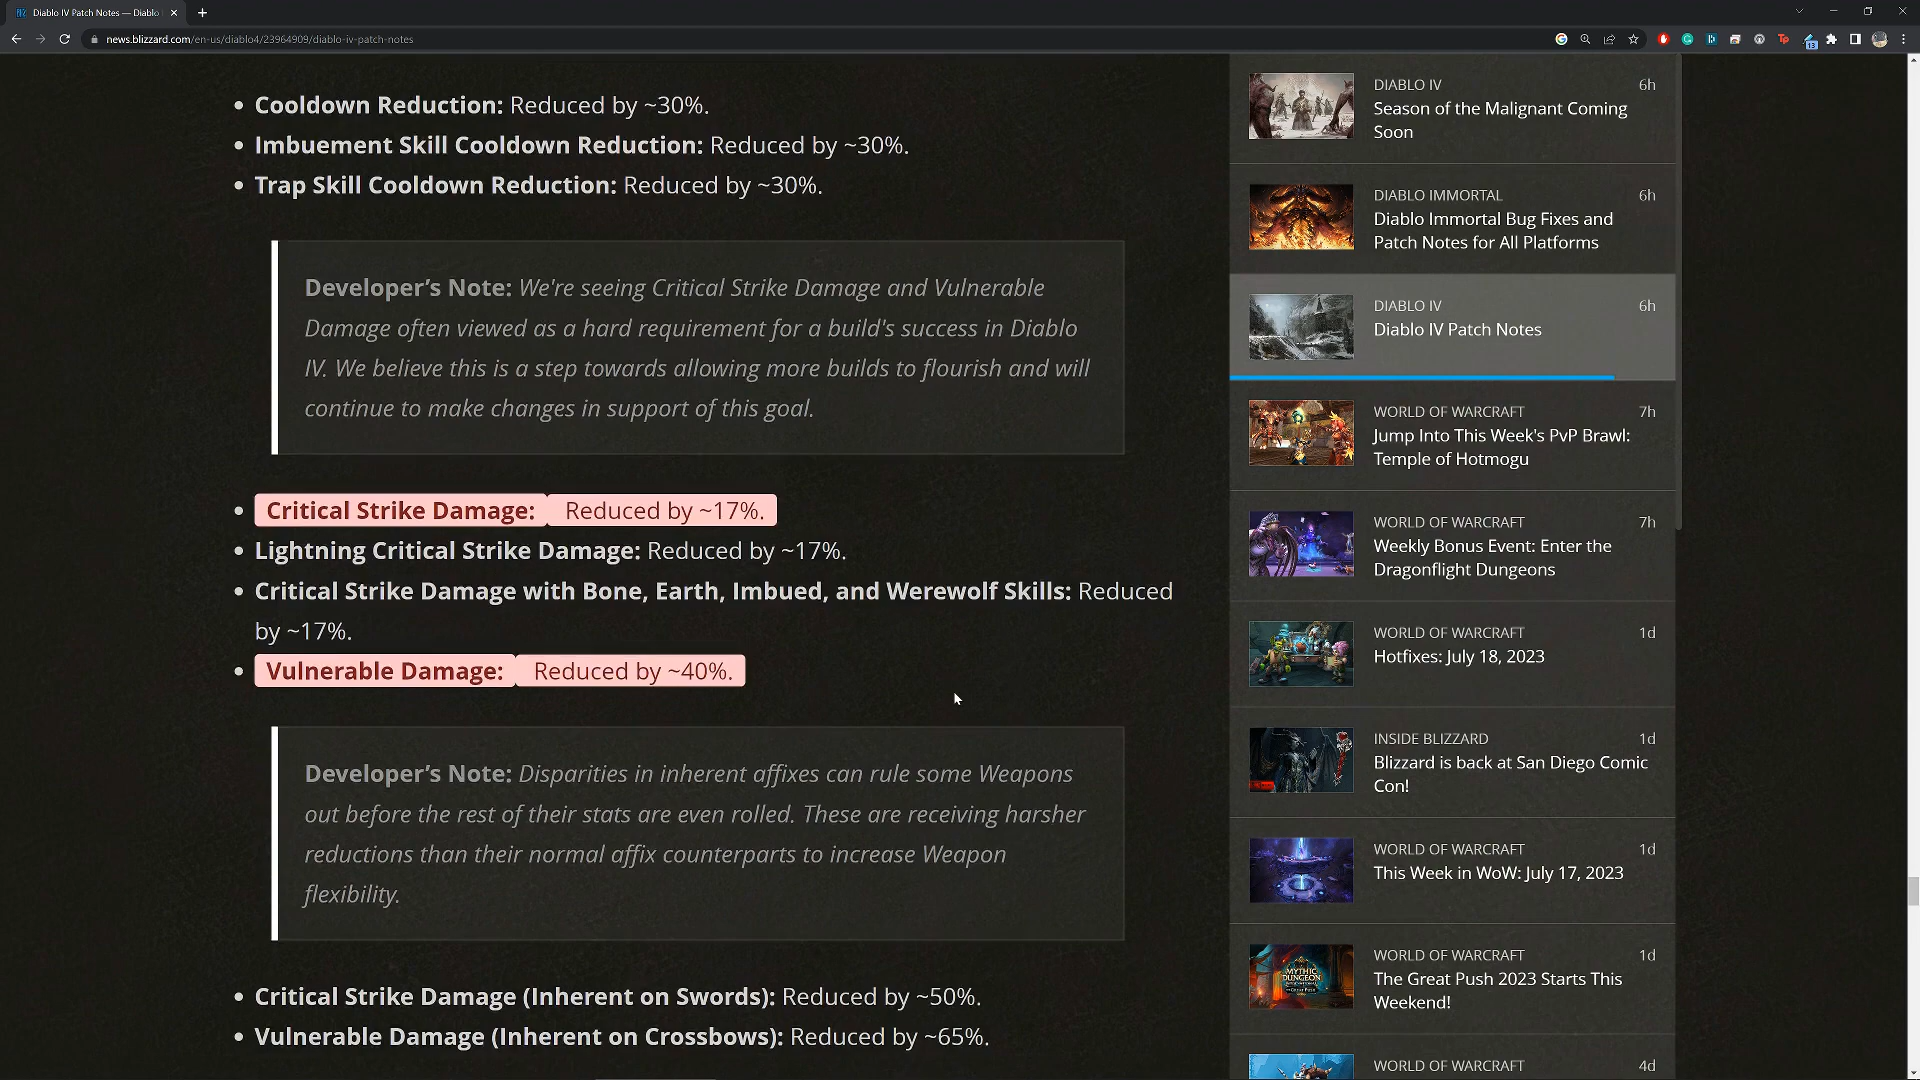 Diablo IV Patch Notes — Diablo
news.blizzard.com/en-us/diablo4/23964909/diablo-iv-patch-notes
13
• Cooldown Reduction: Reduced by ~30%.
• Imbuement Skill Cooldown Reduction: Reduced by ~30%.
• Trap Skill Cooldown Reduction: Reduced by ~30%.
Developer’s Note: We're seeing Critical Strike Damage and Vulnerable
Damage often viewed as a hard requirement for a build's success in Diablo
IV. We believe this is a step towards allowing more builds to flourish and will
continue to make changes in support of this goal.
• Critical Strike Damage: Reduced by ~17%.
• Lightning Critical Strike Damage: Reduced by ~17%.
• Critical Strike Damage with Bone, Earth, Imbued, and Werewolf Skills: Reduced
by ~17%.
• Vulnerable Damage: Reduced by ~40%.
Developer’s Note: Disparities in inherent affixes can rule some Weapons
out before the rest of their stats are even rolled. These are receiving harsher
reductions than their normal affix counterparts to increase Weapon
flexibility.
• Critical Strike Damage (Inherent on Swords): Reduced by ~50%.
• Vulnerable Damage (Inherent on Crossbows): Reduced by ~65%.
DIABLO IV 6h
Season of the Malignant Coming
Soon
DIABLO IMMORTAL 6h
Diablo Immortal Bug Fixes and
Patch Notes for All Platforms
DIABLO IV 6h
Diablo IV Patch Notes
WORLD OF WARCRAFT 7h
Jump Into This Week's PvP Brawl:
Temple of Hotmogu
WORLD OF WARCRAFT 7h
Weekly Bonus Event: Enter the
Dragonflight Dungeons
WORLD OF WARCRAFT 1d
Hotfixes: July 18, 2023
INSIDE BLIZZARD 1d
Blizzard is back at San Diego Comic
Con!
WORLD OF WARCRAFT 1d
This Week in WoW: July 17, 2023
WORLD OF WARCRAFT 1d
The Great Push 2023 Starts This
Weekend!
MYTHIC
DUNGEON
WORLD OF WARCRAFT 4d